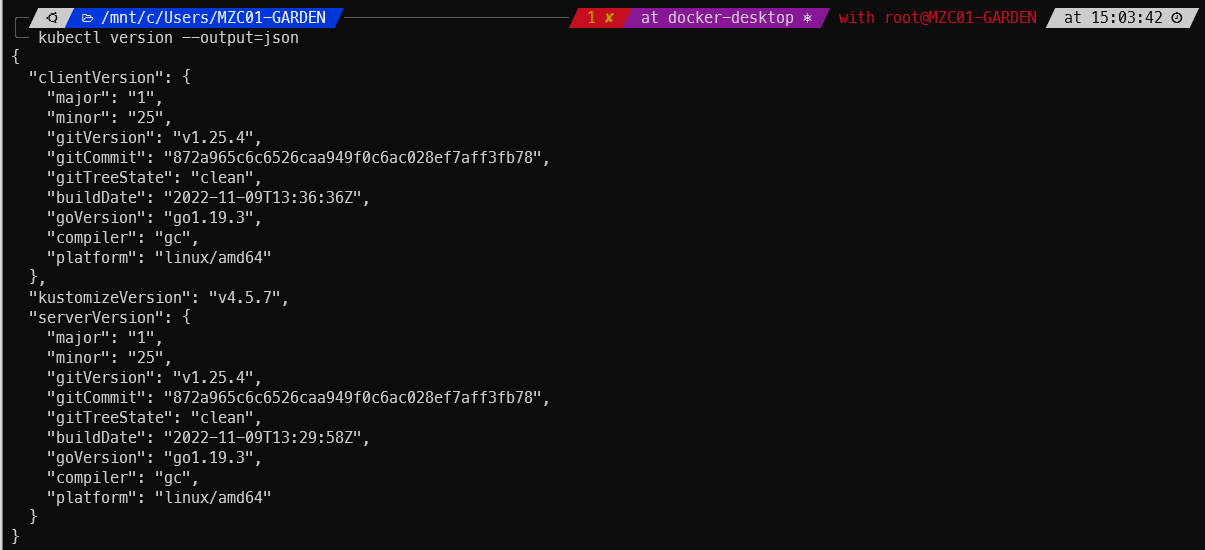 /mnt/c/Users/MZC01-GARDEN 1 ✘ at docker-desktop ⎈ with root@MZC01-GARDEN at 15:03:42
kubectl version --output=json
{
  "clientVersion": {
    "major": "1",
    "minor": "25",
    "gitVersion": "v1.25.4",
    "gitCommit": "872a965c6c6526caa949f0c6ac028ef7aff3fb78",
    "gitTreeState": "clean",
    "buildDate": "2022-11-09T13:36:36Z",
    "goVersion": "go1.19.3",
    "compiler": "gc",
    "platform": "linux/amd64"
  },
  "kustomizeVersion": "v4.5.7",
  "serverVersion": {
    "major": "1",
    "minor": "25",
    "gitVersion": "v1.25.4",
    "gitCommit": "872a965c6c6526caa949f0c6ac028ef7aff3fb78",
    "gitTreeState": "clean",
    "buildDate": "2022-11-09T13:29:58Z",
    "goVersion": "go1.19.3",
    "compiler": "gc",
    "platform": "linux/amd64"
  }
}